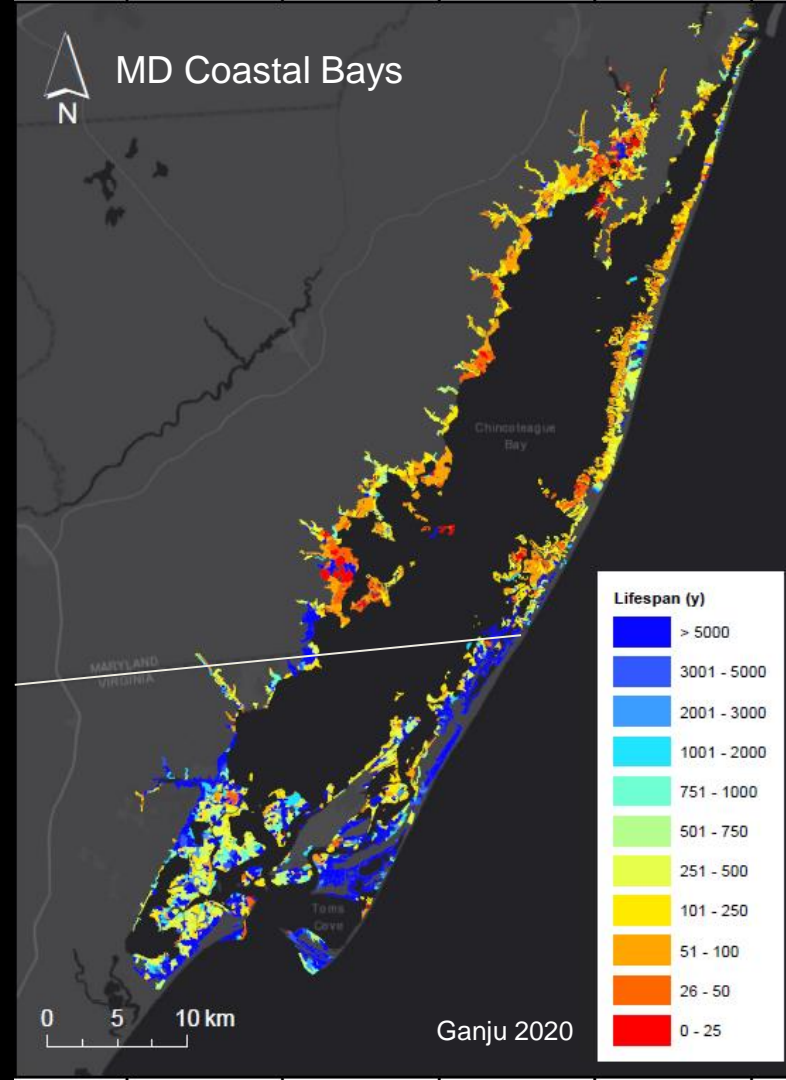 MD Coastal Bays
N
Chincoteague
Bay
MARYLAND
VIRGINIA
Toms
Cove
Lifespan (y)
> 5000
3001 - 5000
2001 - 3000
1001 - 2000
751 - 1000
501 - 750
251 - 500
101 - 250
51 - 100
26 - 50
0 - 25
0 5 10 km
Ganju 2020